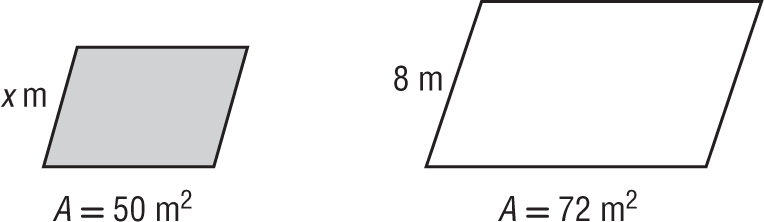 x m
8 m
A = 50 m²
A = 72 m²